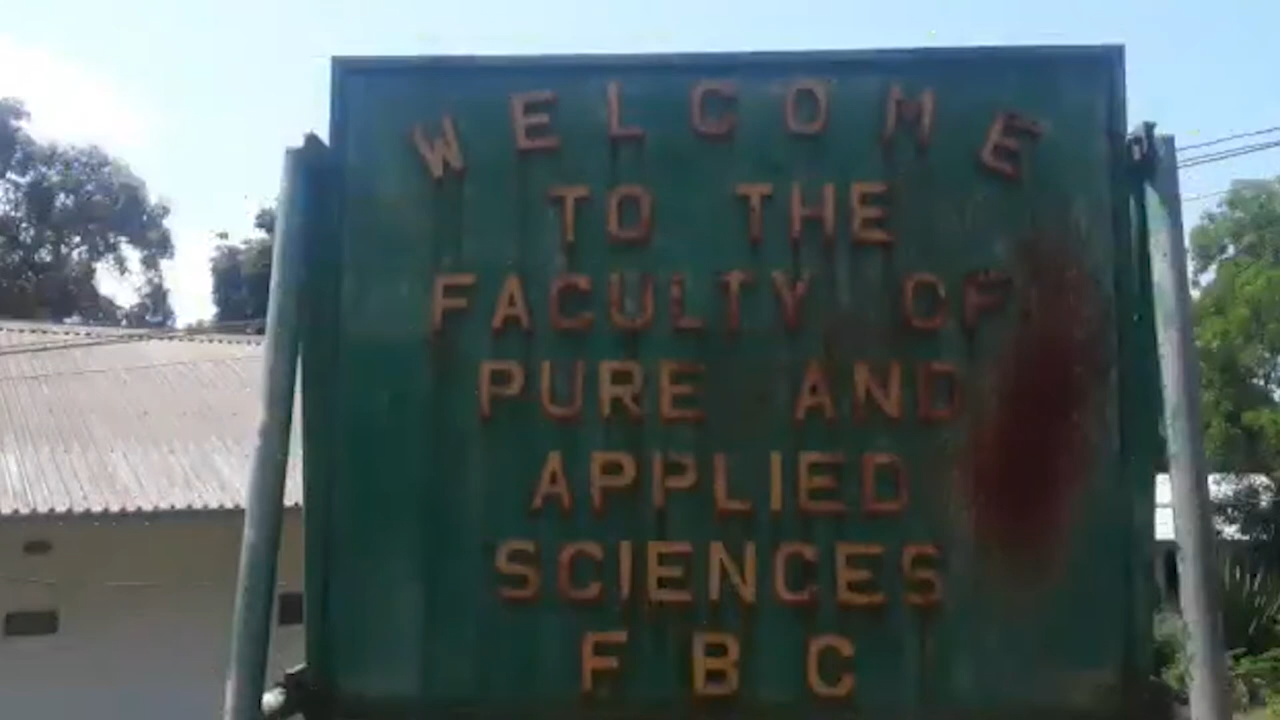 WELCOME
TO THE
FACULTY OF
PURE AND
APPLIED
SCIENCES
FBC